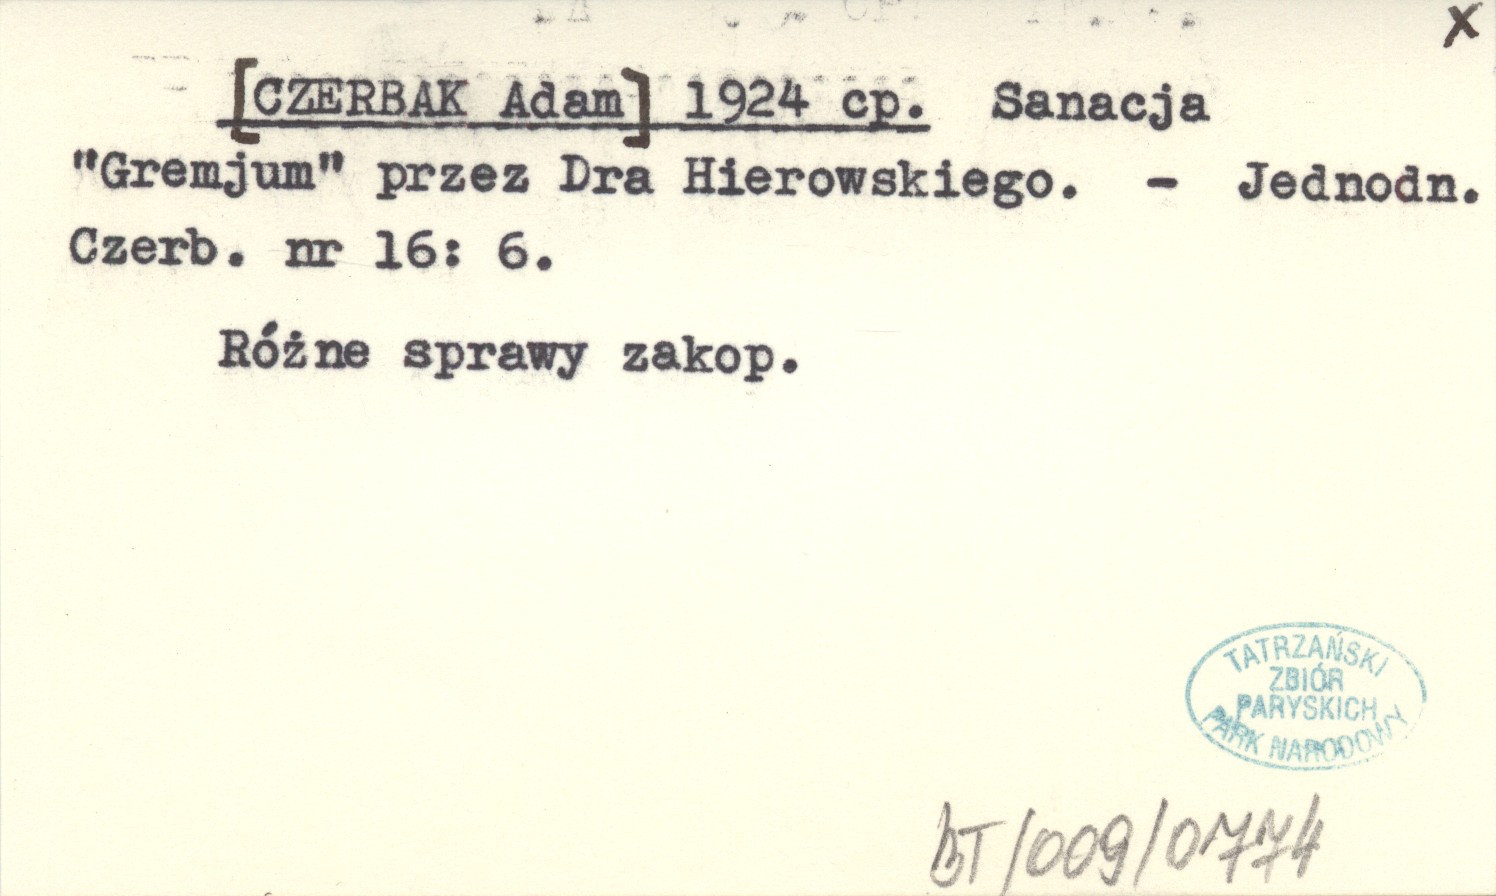 x
[CZERBAK Adam] 1924 cp. Sanacja
"Gremjum" przez Dra Hierowskiego. - Jednodn.
Czerb. nr 16: 6.
Różne sprawy zakop.
TATRZAŃSKI
ZBIÓR
PARYSKICH
PARK NARODOWY
BT/009/0774